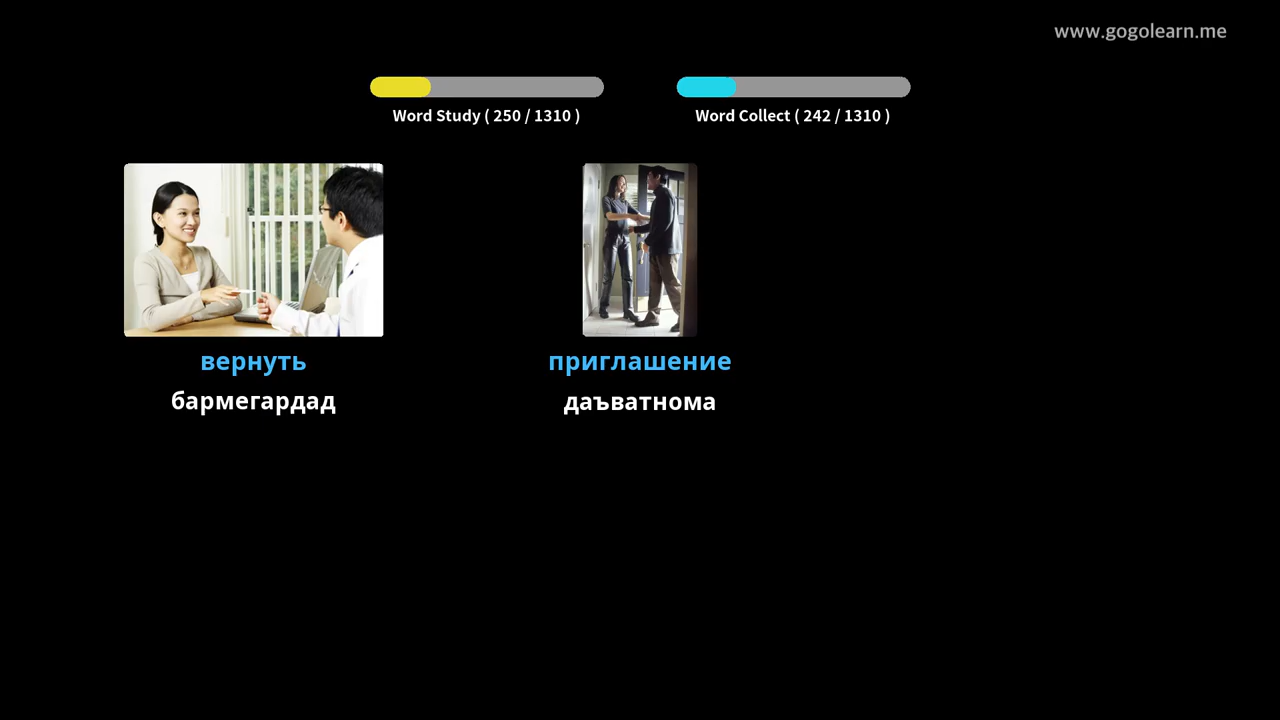 www.gogolearn.me
Word Study ( 250 / 1310 )
Word Collect ( 242 / 1310 )
вернуть
бармегардад
приглашение
даъватнома